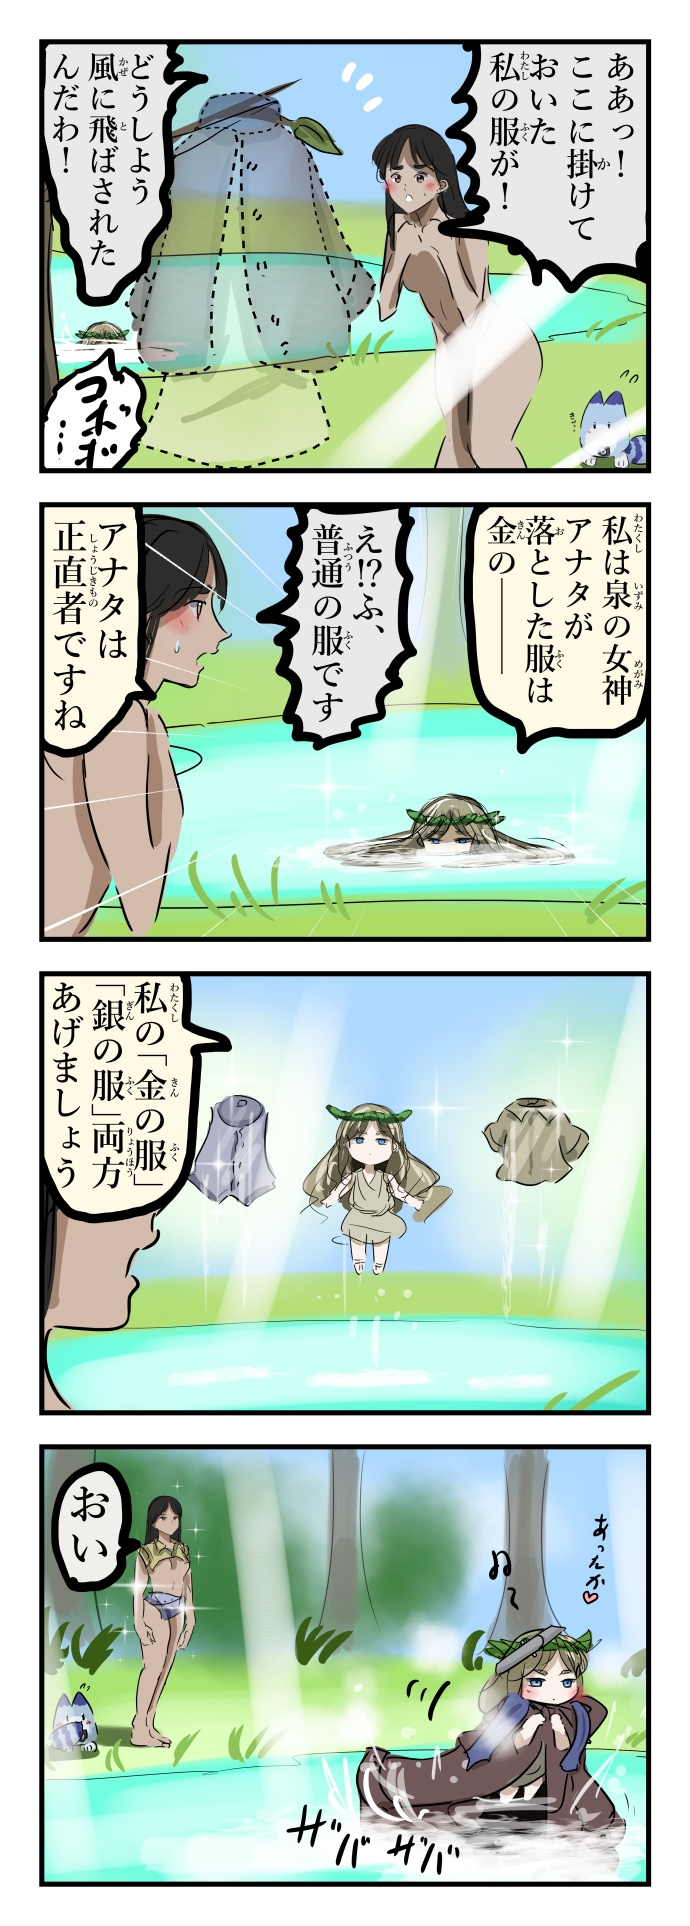 ああっ！
ここに掛けて
おいた
私の服が！
どうしよう
風に飛ばされた
んだわ！
ゴボボ
…
私は泉の女神
アナタが
落とした服は
金の――
え!?ふ、
普通の服です
アナタは
正直者ですね
私の「金の服」
「銀の服」両方
あげましょう
あったか♡
ぬ〜
おい
ザバ ザバ